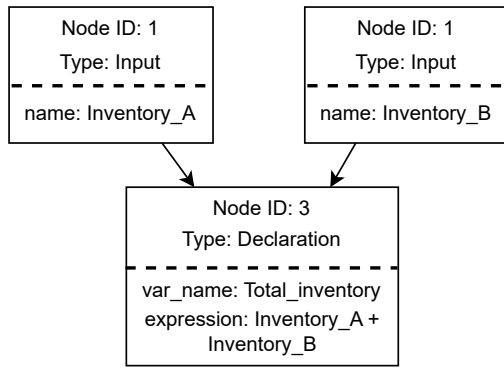 Node ID: 1
Type: Input
name: Inventory_A
Node ID: 1
Type: Input
name: Inventory_B
Node ID: 3
Type: Declaration
var_name: Total_inventory
expression: Inventory_A +
Inventory_B